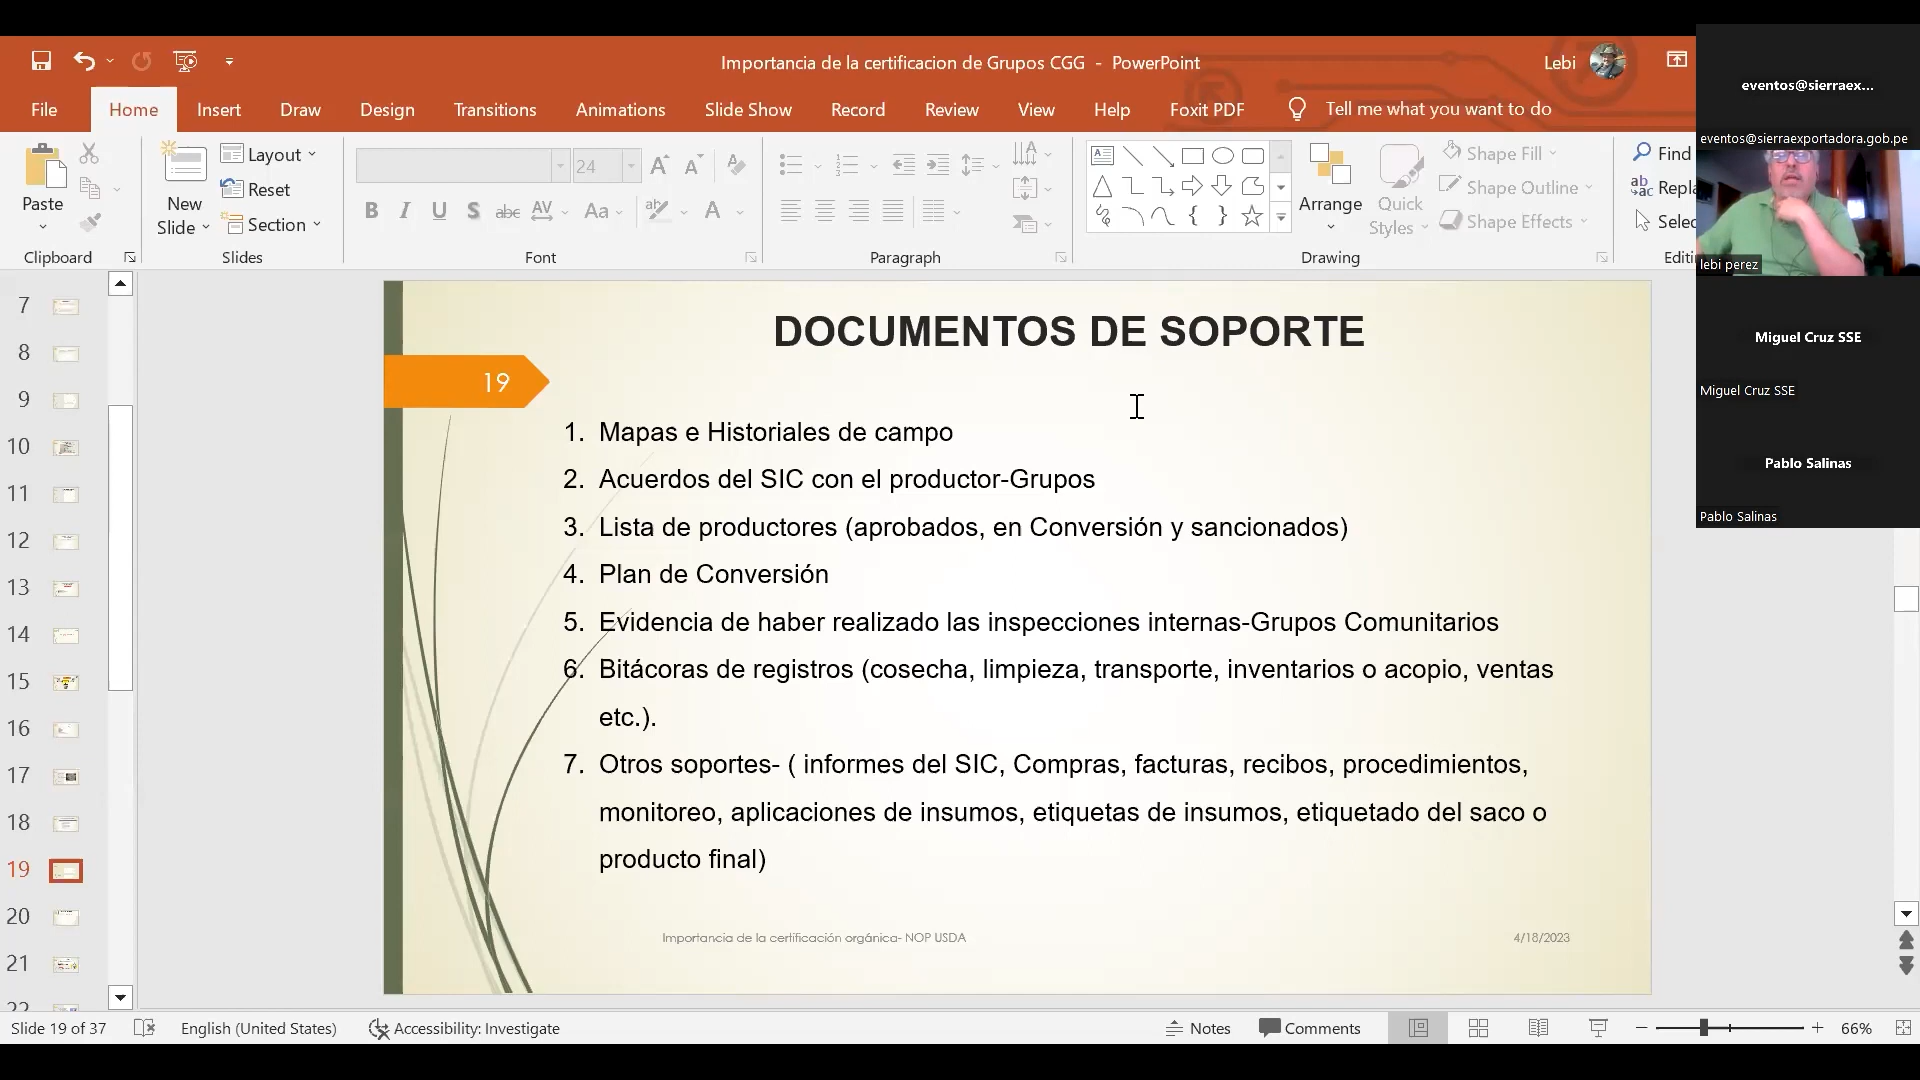 Importancia de la certificacion de Grupos CGG - PowerPoint
Lebi
File Home Insert Draw Design Transitions Animations Slide Show Record Review View Help Foxit PDF Tell me what you want to do
Paste
Clipboard
New Slide
Layout
Reset
Section
Slides
24
Font
Paragraph
Arrange
Quick Styles
Shape Fill
Shape Outline
Shape Effects
Drawing
Find
Repla
Selec
Editi
eventos@sierraex...
eventos@sierraexportadora.gob.pe
lebi perez
Miguel Cruz SSE
Miguel Cruz SSE
Pablo Salinas
Pablo Salinas
7
8
9
10
11
12
13
14
15
16
17
18
19
20
21
22
DOCUMENTOS DE SOPORTE
19
1. Mapas e Historiales de campo
2. Acuerdos del SIC con el productor-Grupos
3. Lista de productores (aprobados, en Conversión y sancionados)
4. Plan de Conversión
5. Evidencia de haber realizado las inspecciones internas-Grupos Comunitarios
6. Bitácoras de registros (cosecha, limpieza, transporte, inventarios o acopio, ventas
etc.).
7. Otros soportes- ( informes del SIC, Compras, facturas, recibos, procedimientos,
monitoreo, aplicaciones de insumos, etiquetas de insumos, etiquetado del saco o
producto final)
Importancia de la certificación orgánica- NOP USDA
4/18/2023
Slide 19 of 37
English (United States)
Accessibility: Investigate
Notes
Comments
66%